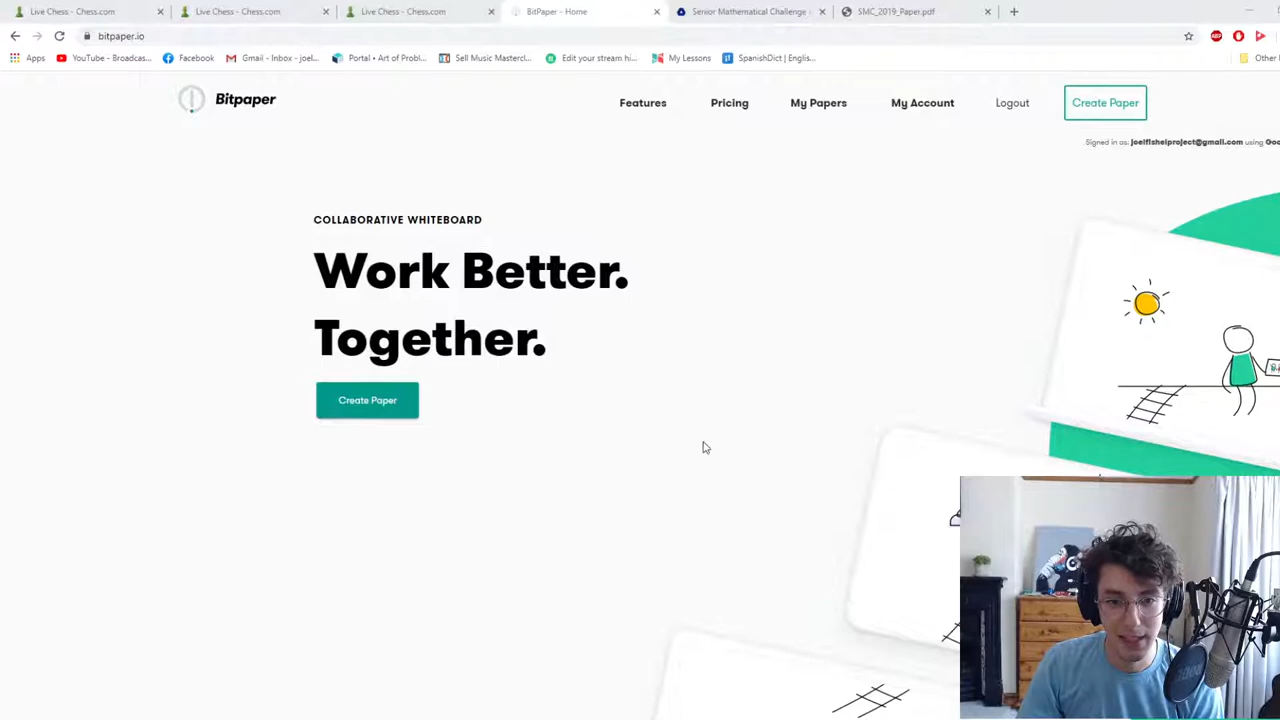 Live Chess - Chess.com
Live Chess - Chess.com
Live Chess - Chess.com
BitPaper - Home
Senior Mathematical Challenge
SMC_2019_Paper.pdf
bitpaper.io
ABP
Apps
YouTube - Broadcas...
Facebook
Gmail - Inbox - joel...
Portal • Art of Probl...
Sell Music Mastercl...
Edit your stream hi...
My Lessons
SpanishDict | Englis...
Other
Bitpaper
Features
Pricing
My Papers
My Account
Logout
Create Paper
Signed in as: joelfishelproject@gmail.com using Goo
COLLABORATIVE WHITEBOARD
Work Better.
Together.
Create Paper